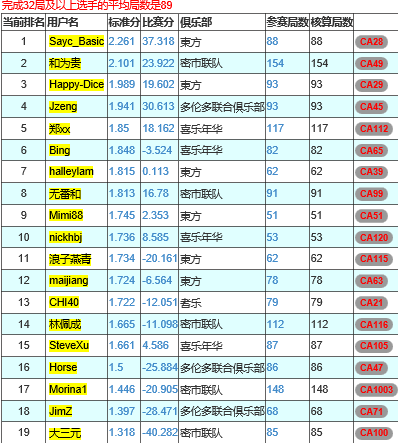 完成32局及以上选手的平均局数是89
当前排名 用户名 标准分 比赛分 俱乐部 参赛局数 核算局数
1 Sayc_Basic 2.261 37.318 東方 88 88 CA28
2 和为贵 2.101 23.922 密市联队 154 154 CA49
3 Happy-Dice 1.989 19.602 東方 93 93 CA29
4 Jzeng 1.941 30.613 多伦多联合俱乐部 93 93 CA45
5 郑xx 1.85 18.162 喜乐年华 117 117 CA112
6 Bing 1.848 -3.524 喜乐年华 82 82 CA65
7 halleylam 1.815 0.113 東方 62 62 CA39
8 无番和 1.813 16.78 密市联队 91 91 CA99
9 Mimi88 1.745 2.353 東方 51 51 CA51
10 nickhbj 1.736 8.585 喜乐年华 53 53 CA120
11 浪子燕青 1.734 -20.161 東方 62 62 CA115
12 maijiang 1.724 -6.564 東方 78 78 CA63
13 CHI40 1.722 -12.051 耆乐 79 79 CA21
14 林佩成 1.665 -11.098 密市联队 112 112 CA116
15 SteveXu 1.661 4.586 喜乐年华 87 87 CA105
16 Horse 1.5 -25.884 多伦多联合俱乐部 86 86 CA47
17 Morina1 1.446 -20.905 密市联队 148 148 CA1003
18 JimZ 1.397 -28.471 多伦多联合俱乐部 68 68 CA71
19 大三元 1.318 -40.282 密市联队 85 85 CA100